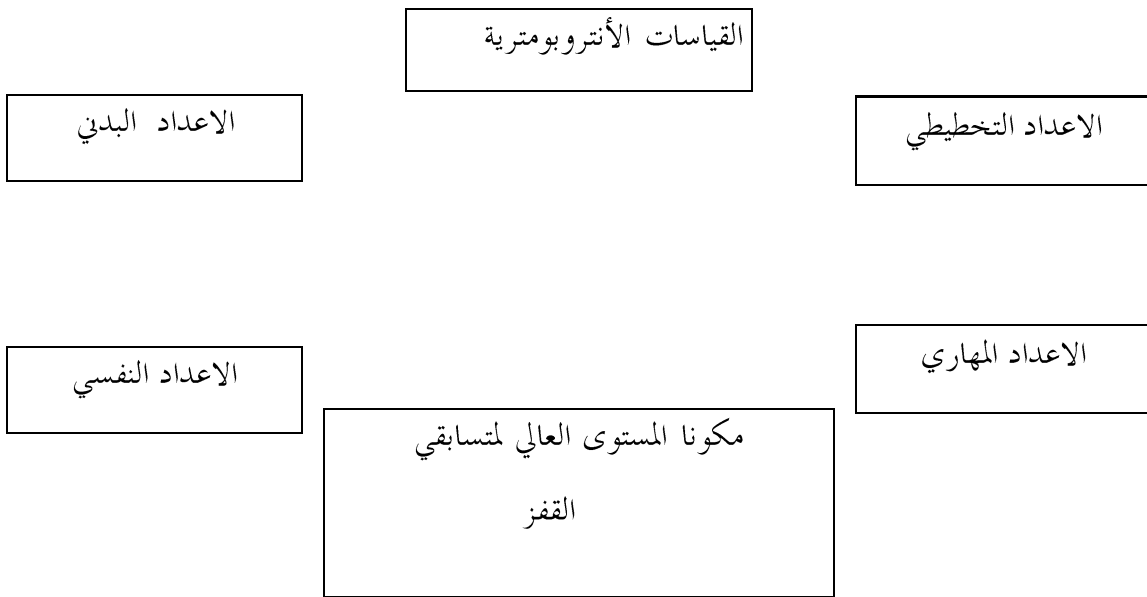 القياسات الأنتروبومترية
الاعداد التخطيطي
الاعداد البدني
الاعداد المهاري
الاعداد النفسي
مكونا المستوى العالي لمتسابقي
القفز